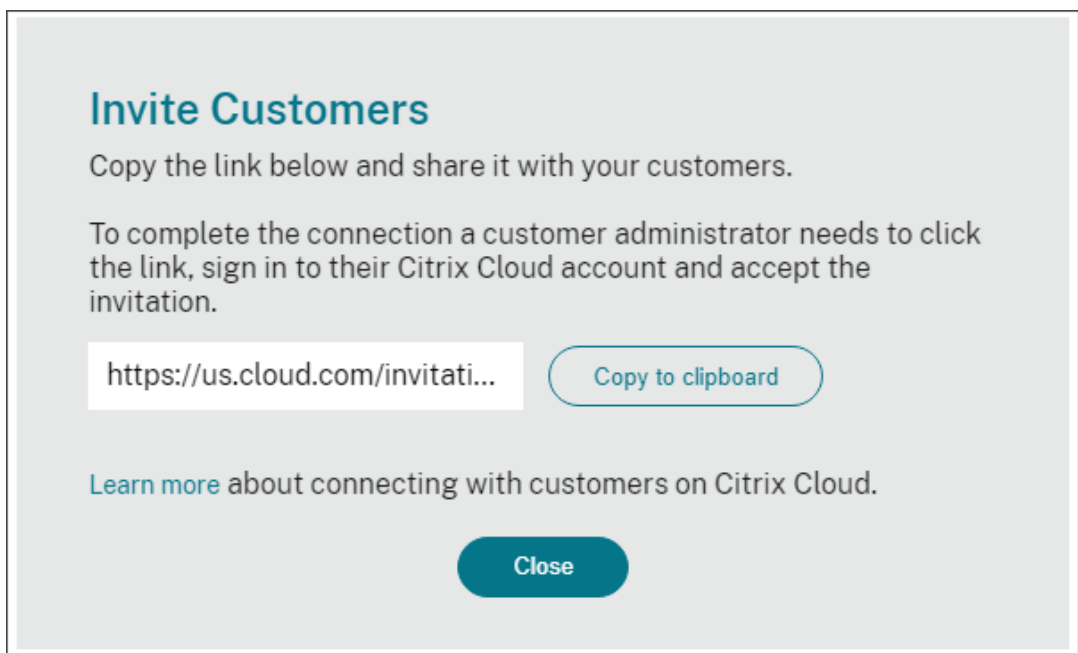 Invite Customers
Copy the link below and share it with your customers.
To complete the connection a customer administrator needs to click
the link, sign in to their Citrix Cloud account and accept the
invitation.
https://us.cloud.com/invitati...
Copy to clipboard
Learn more about connecting with customers on Citrix Cloud.
Close